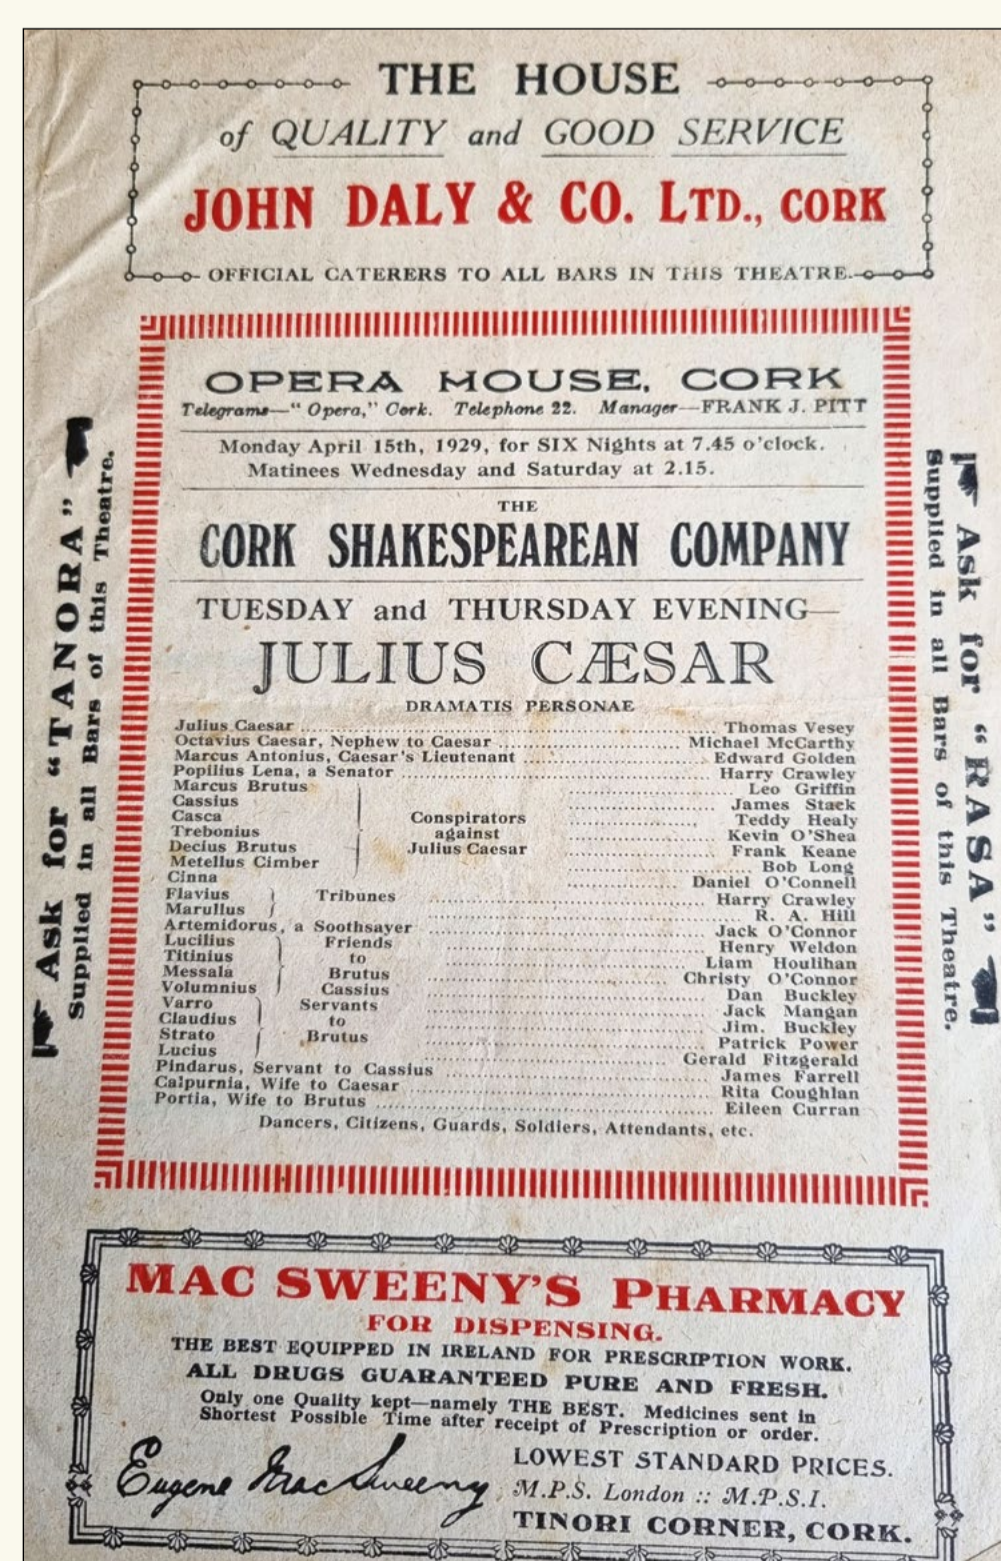 THE HOUSE
of QUALITY and GOOD SERVICE
JOHN DALY & CO. LTD., CORK
OFFICIAL CATERERS TO ALL BARS IN THIS THEATRE.
Ask for "TANORA"
Supplied in all Bars of this Theatre.
OPERA HOUSE, CORK
Telegrams—"Opera," Cork. Telephone 22. Manager—FRANK J. PITT
Monday April 15th, 1929, for SIX Nights at 7.45 o'clock.
Matinees Wednesday and Saturday at 2.15.
THE
CORK SHAKESPEAREAN COMPANY
TUESDAY and THURSDAY EVENING—
JULIUS CÆSAR
DRAMATIS PERSONAE
Julius Caesar ... Thomas Vesey
Octavius Caesar, Nephew to Caesar ... Michael McCarthy
Marcus Antonius, Caesar's Lieutenant ... Edward Golden
Popilius Lena, a Senator ... Harry Crawley
Marcus Brutus ... Leo Griffin
Cassius ... James Stack
Casca Conspirators ... Teddy Healy
Trebonius against ... Kevin O'Shea
Decius Brutus Julius Caesar ... Frank Keane
Metellus Cimber ... Bob Long
Cinna ... Daniel O'Connell
Flavius Tribunes ... Harry Crawley
Marullus ... R. A. Hill
Artemidorus, a Soothsayer ... Jack O'Connor
Lucilius Friends ... Henry Weldon
Titinius to ... Liam Houlihan
Messala Brutus ... Christy O'Connor
Volumnius Cassius ... Dan Buckley
Varro Servants ... Jack Mangan
Claudius to ... Jim. Buckley
Strato Brutus ... Patrick Power
Lucius ... Gerald Fitzgerald
Pindarus, Servant to Cassius ... James Farrell
Calpurnia, Wife to Caesar ... Rita Coughlan
Portia, Wife to Brutus ... Eileen Curran
Dancers, Citizens, Guards, Soldiers, Attendants, etc.
Ask for "RASA"
Supplied in all Bars of this Theatre.
MAC SWEENY'S PHARMACY
FOR DISPENSING.
THE BEST EQUIPPED IN IRELAND FOR PRESCRIPTION WORK.
ALL DRUGS GUARANTEED PURE AND FRESH.
Only one Quality kept—namely THE BEST. Medicines sent in
Shortest Possible Time after receipt of Prescription or order.
Eugene MacSweeny
LOWEST STANDARD PRICES.
M.P.S. London :: M.P.S.I.
TINORI CORNER, CORK.